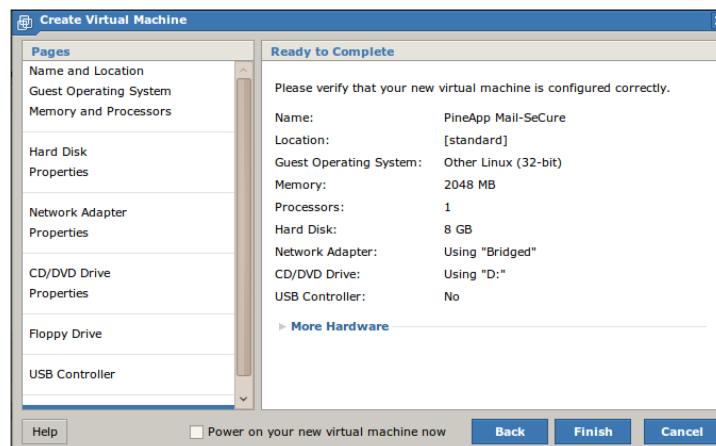 Create Virtual Machine
Pages
Name and Location
Guest Operating System
Memory and Processors
Hard Disk
Properties
Network Adapter
Properties
CD/DVD Drive
Properties
Floppy Drive
USB Controller
Ready to Complete
Please verify that your new virtual machine is configured correctly.
Name: PineApp Mail-SeCure
Location: [standard]
Guest Operating System: Other Linux (32-bit)
Memory: 2048 MB
Processors: 1
Hard Disk: 8 GB
Network Adapter: Using "Bridged"
CD/DVD Drive: Using "D:"
USB Controller: No
More Hardware
Help
Power on your new virtual machine now
Back
Finish
Cancel